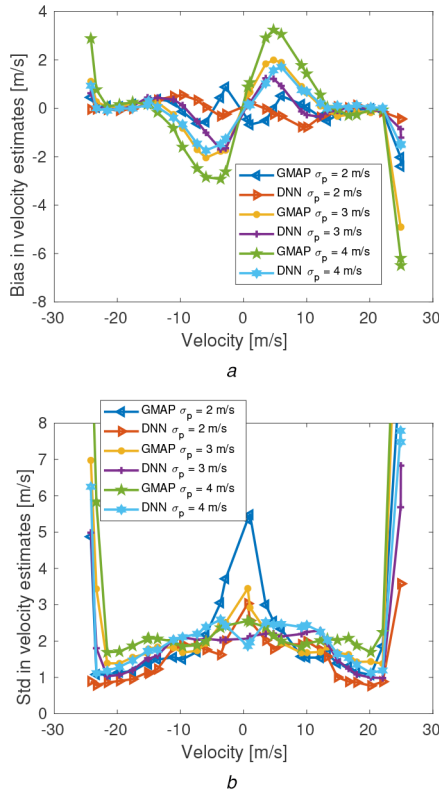 4
2
0
-2
-4
-6
-8
Bias in velocity estimates [m/s]
GMAP σp = 2 m/s
DNN σp = 2 m/s
GMAP σp = 3 m/s
DNN σp = 3 m/s
GMAP σp = 4 m/s
DNN σp = 4 m/s
-30 -20 -10 0 10 20 30
Velocity [m/s]
a
GMAP σp = 2 m/s
DNN σp = 2 m/s
GMAP σp = 3 m/s
DNN σp = 3 m/s
GMAP σp = 4 m/s
DNN σp = 4 m/s
8
7
6
5
4
3
2
1
0
Std in velocity estimates [m/s]
-30 -20 -10 0 10 20 30
Velocity [m/s]
b